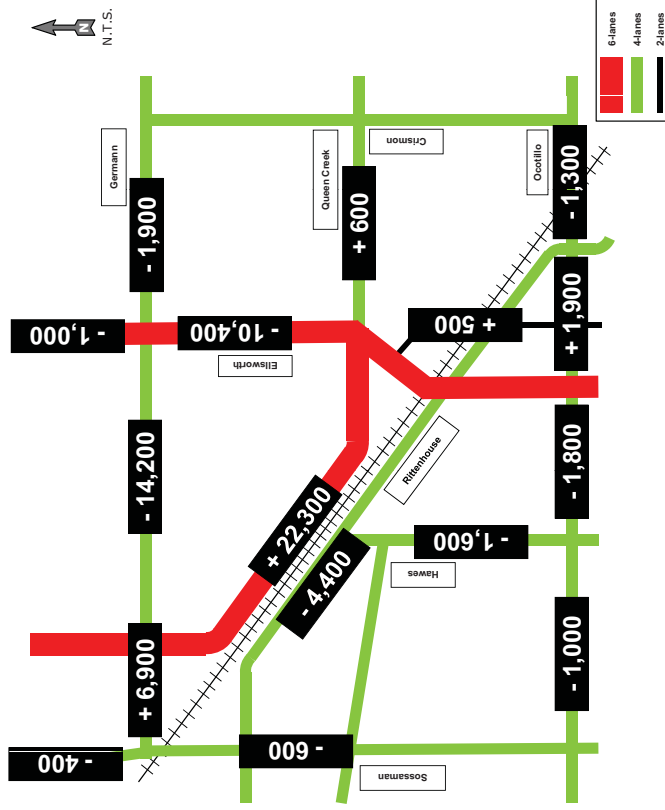 N
N.T.S.
6-lanes
4-lanes
2-lanes
Germann
Queen Creek
Crismon
Ocotillo
- 1,900
+ 600
- 1,300
- 1,000
- 10,400
Ellsworth
+ 500
+ 1,900
- 14,200
+ 22,300
Rittenhouse
- 1,800
- 4,400
- 1,600
Hawes
+ 6,900
- 1,000
- 400
- 600
Sossaman